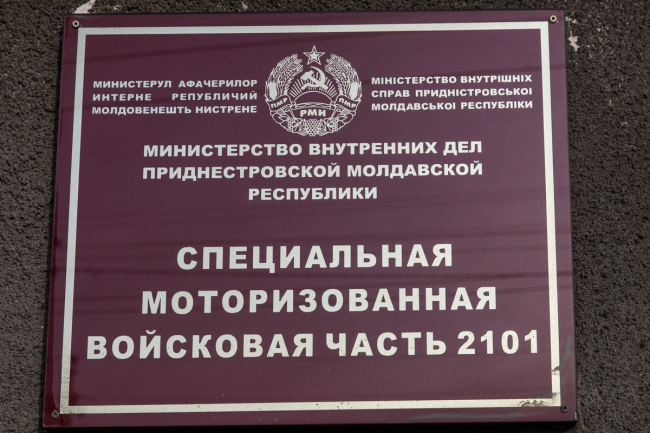 МИНИСТЕРУЛ АФАЧЕРИЛОР
ИНТЕРНЕ РЕПУБЛИЧИЙ
МОЛДОВЕНЕШТЬ НИСТРЕНЕ
ПМР ПМР
РМН
МІНІСТЕРСТВО ВНУТРІШНІХ
СПРАВ ПРИДНІСТРОВСЬКОЇ
МОЛДАВСЬКОЇ РЕСПУБЛІКИ
МИНИСТЕРСТВО ВНУТРЕННИХ ДЕЛ
ПРИДНЕСТРОВСКОЙ МОЛДАВСКОЙ
РЕСПУБЛИКИ
СПЕЦИАЛЬНАЯ
МОТОРИЗОВАННАЯ
ВОЙСКОВАЯ ЧАСТЬ 2101